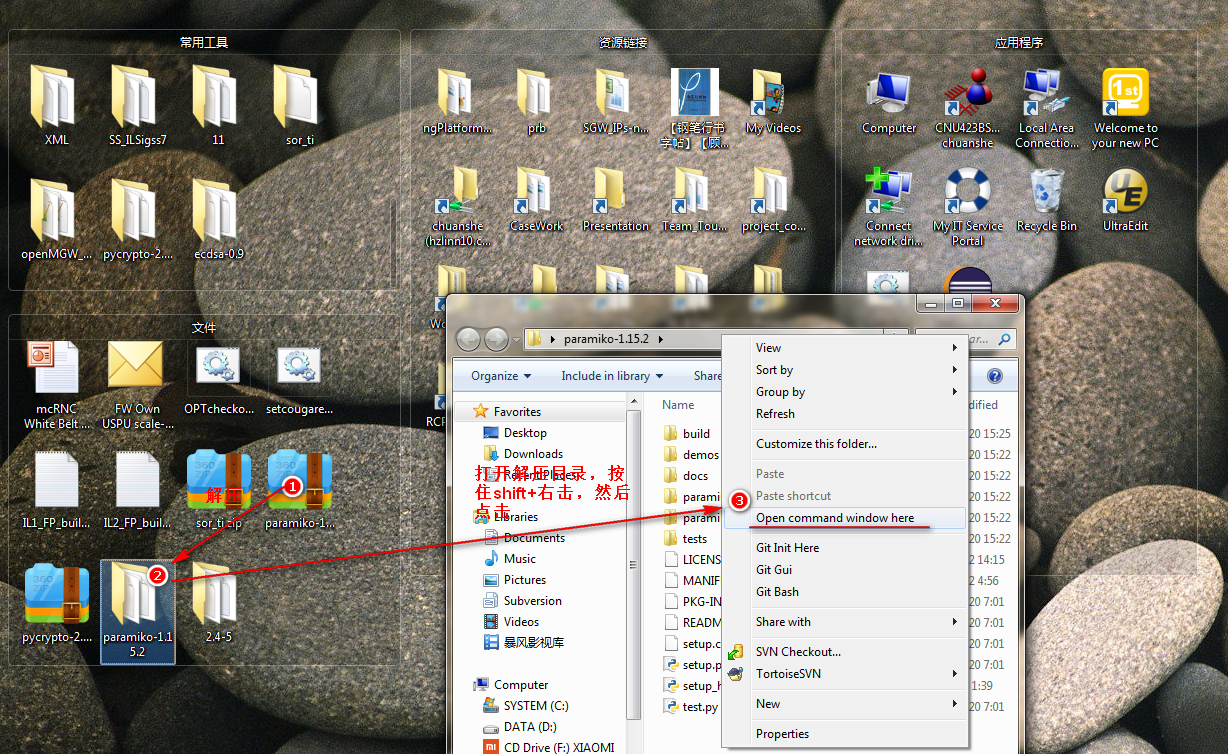 常用工具
XML
SS_ILSigss7
11
sor_ti
openMGW_...
pycrypto-2....
ecdsa-0.9
资源链接
ngPlatform...
prb
SGW_IPs-n...
【钢笔行书
字帖】【顾...
My Videos
chuanshe
(hzlinn10.c...
CaseWork
Presentation
Team_Tou...
project_co...
应用程序
Computer
CNU423BS...
chuanshe
Local Area
Connectio...
Welcome to
your new PC
Connect
network dri...
My IT Service
Portal
Recycle Bin
UltraEdit
文件
mcRNC
White Belt ...
FW Own
USPU scale-...
OPTchecko...
setcougare...
IL1_FP_buil...
IL2_FP_buil...
解压
sor_ti.zip
1
paramiko-1....
pycrypto-2....
2
paramiko-1.1
5.2
2.4-5
paramiko-1.15.2
Organize
Include in library
Share
Favorites
Desktop
Downloads
Recent Places
打开解压目录，按
住shift+右击，然后
点击
Libraries
Documents
Music
Pictures
Subversion
Videos
暴风影视库
Computer
SYSTEM (C:)
DATA (D:)
CD Drive (F:) XIAOMI
Name
build
demos
docs
parami
parami
tests
LICENS
MANIF
PKG-IN
READM
setup.c
setup.p
setup_h
test.py
View
Sort by
Group by
Refresh
Customize this folder...
Paste
3
Paste shortcut
Open command window here
Git Init Here
Git Gui
Git Bash
Share with
SVN Checkout...
TortoiseSVN
New
Properties
dified
20 15:25
20 15:22
20 15:22
20 15:22
20 15:22
20 15:22
2 14:15
2 4:56
20 7:01
20 7:01
20 7:01
20 7:01
1:39
20 7:01